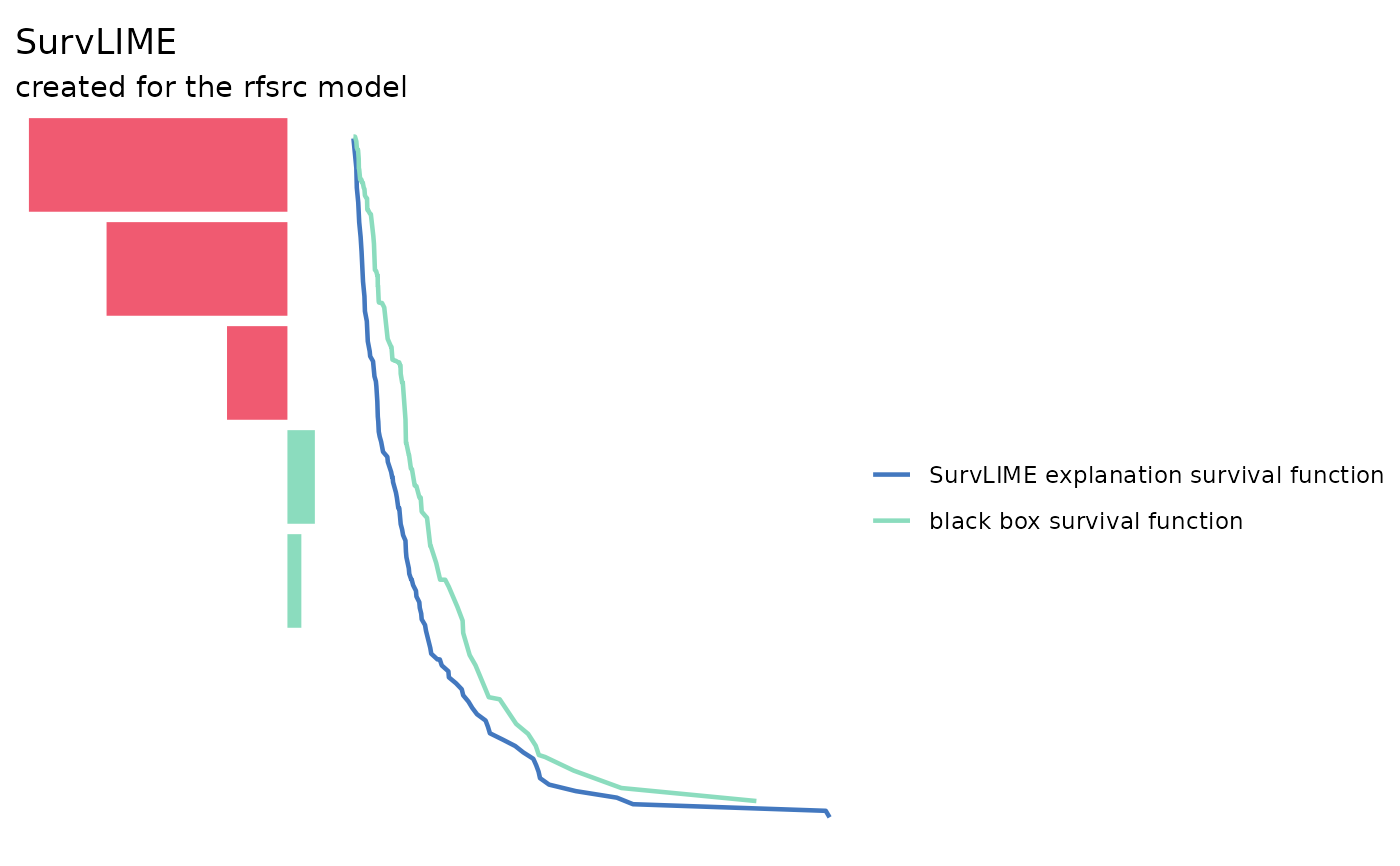 SurvLIME
created for the rfsrc model
SurvLIME explanation survival function
black box survival function